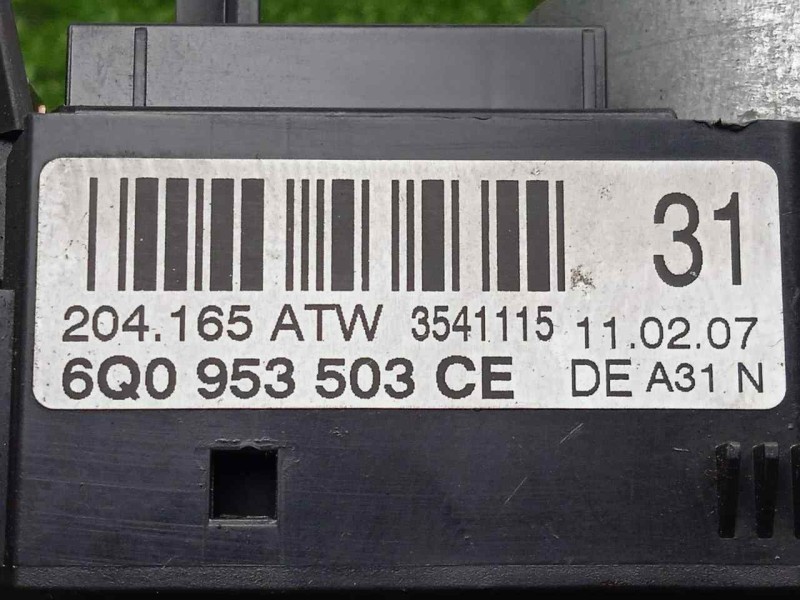 31
204.165 ATW 3541115 11.02.07
6Q0 953 503 CE DE A31 N